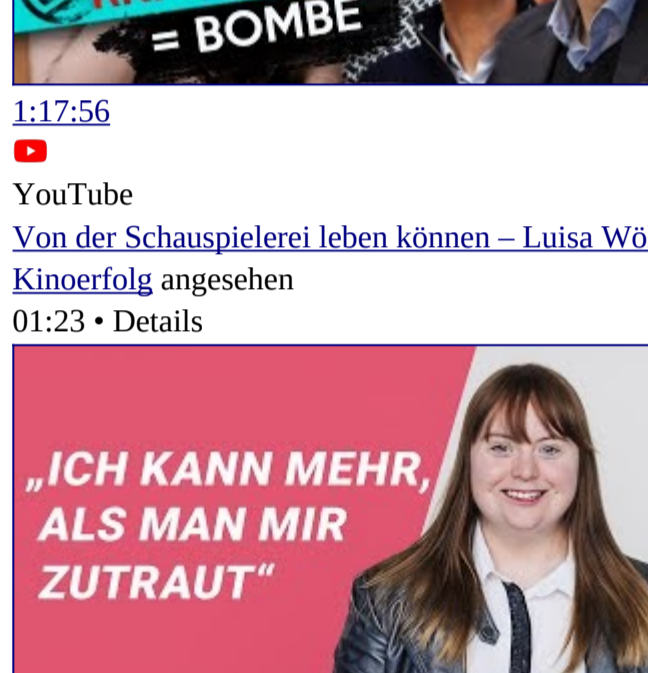 = BOMBE
1:17:56
YouTube
Von der Schauspielerei leben können – Luisa Wö
Kinoerfolg angesehen
01:23 • Details
„ICH KANN MEHR,
ALS MAN MIR
ZUTRAUT“